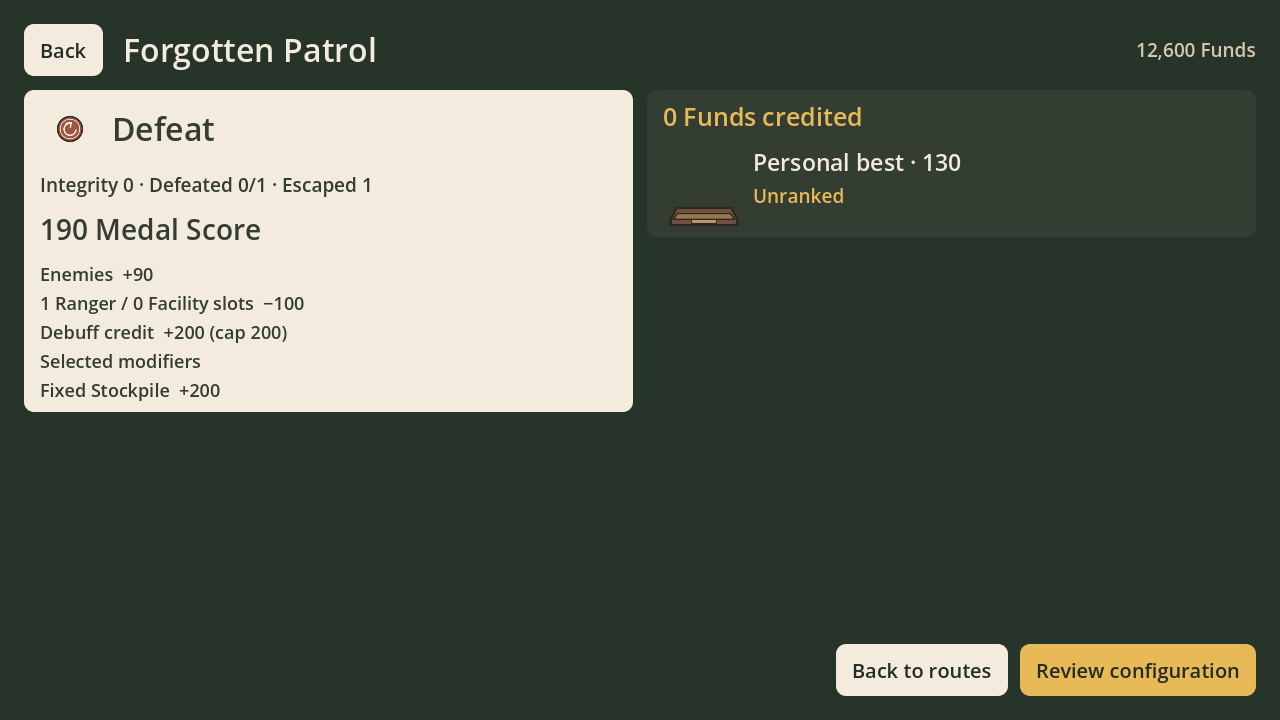 Back
Forgotten Patrol
12,600 Funds
Defeat
Integrity 0 · Defeated 0/1 · Escaped 1
190 Medal Score
Enemies +90
1 Ranger / 0 Facility slots −100
Debuff credit +200 (cap 200)
Selected modifiers
Fixed Stockpile +200
0 Funds credited
Personal best · 130
Unranked
Back to routes
Review configuration